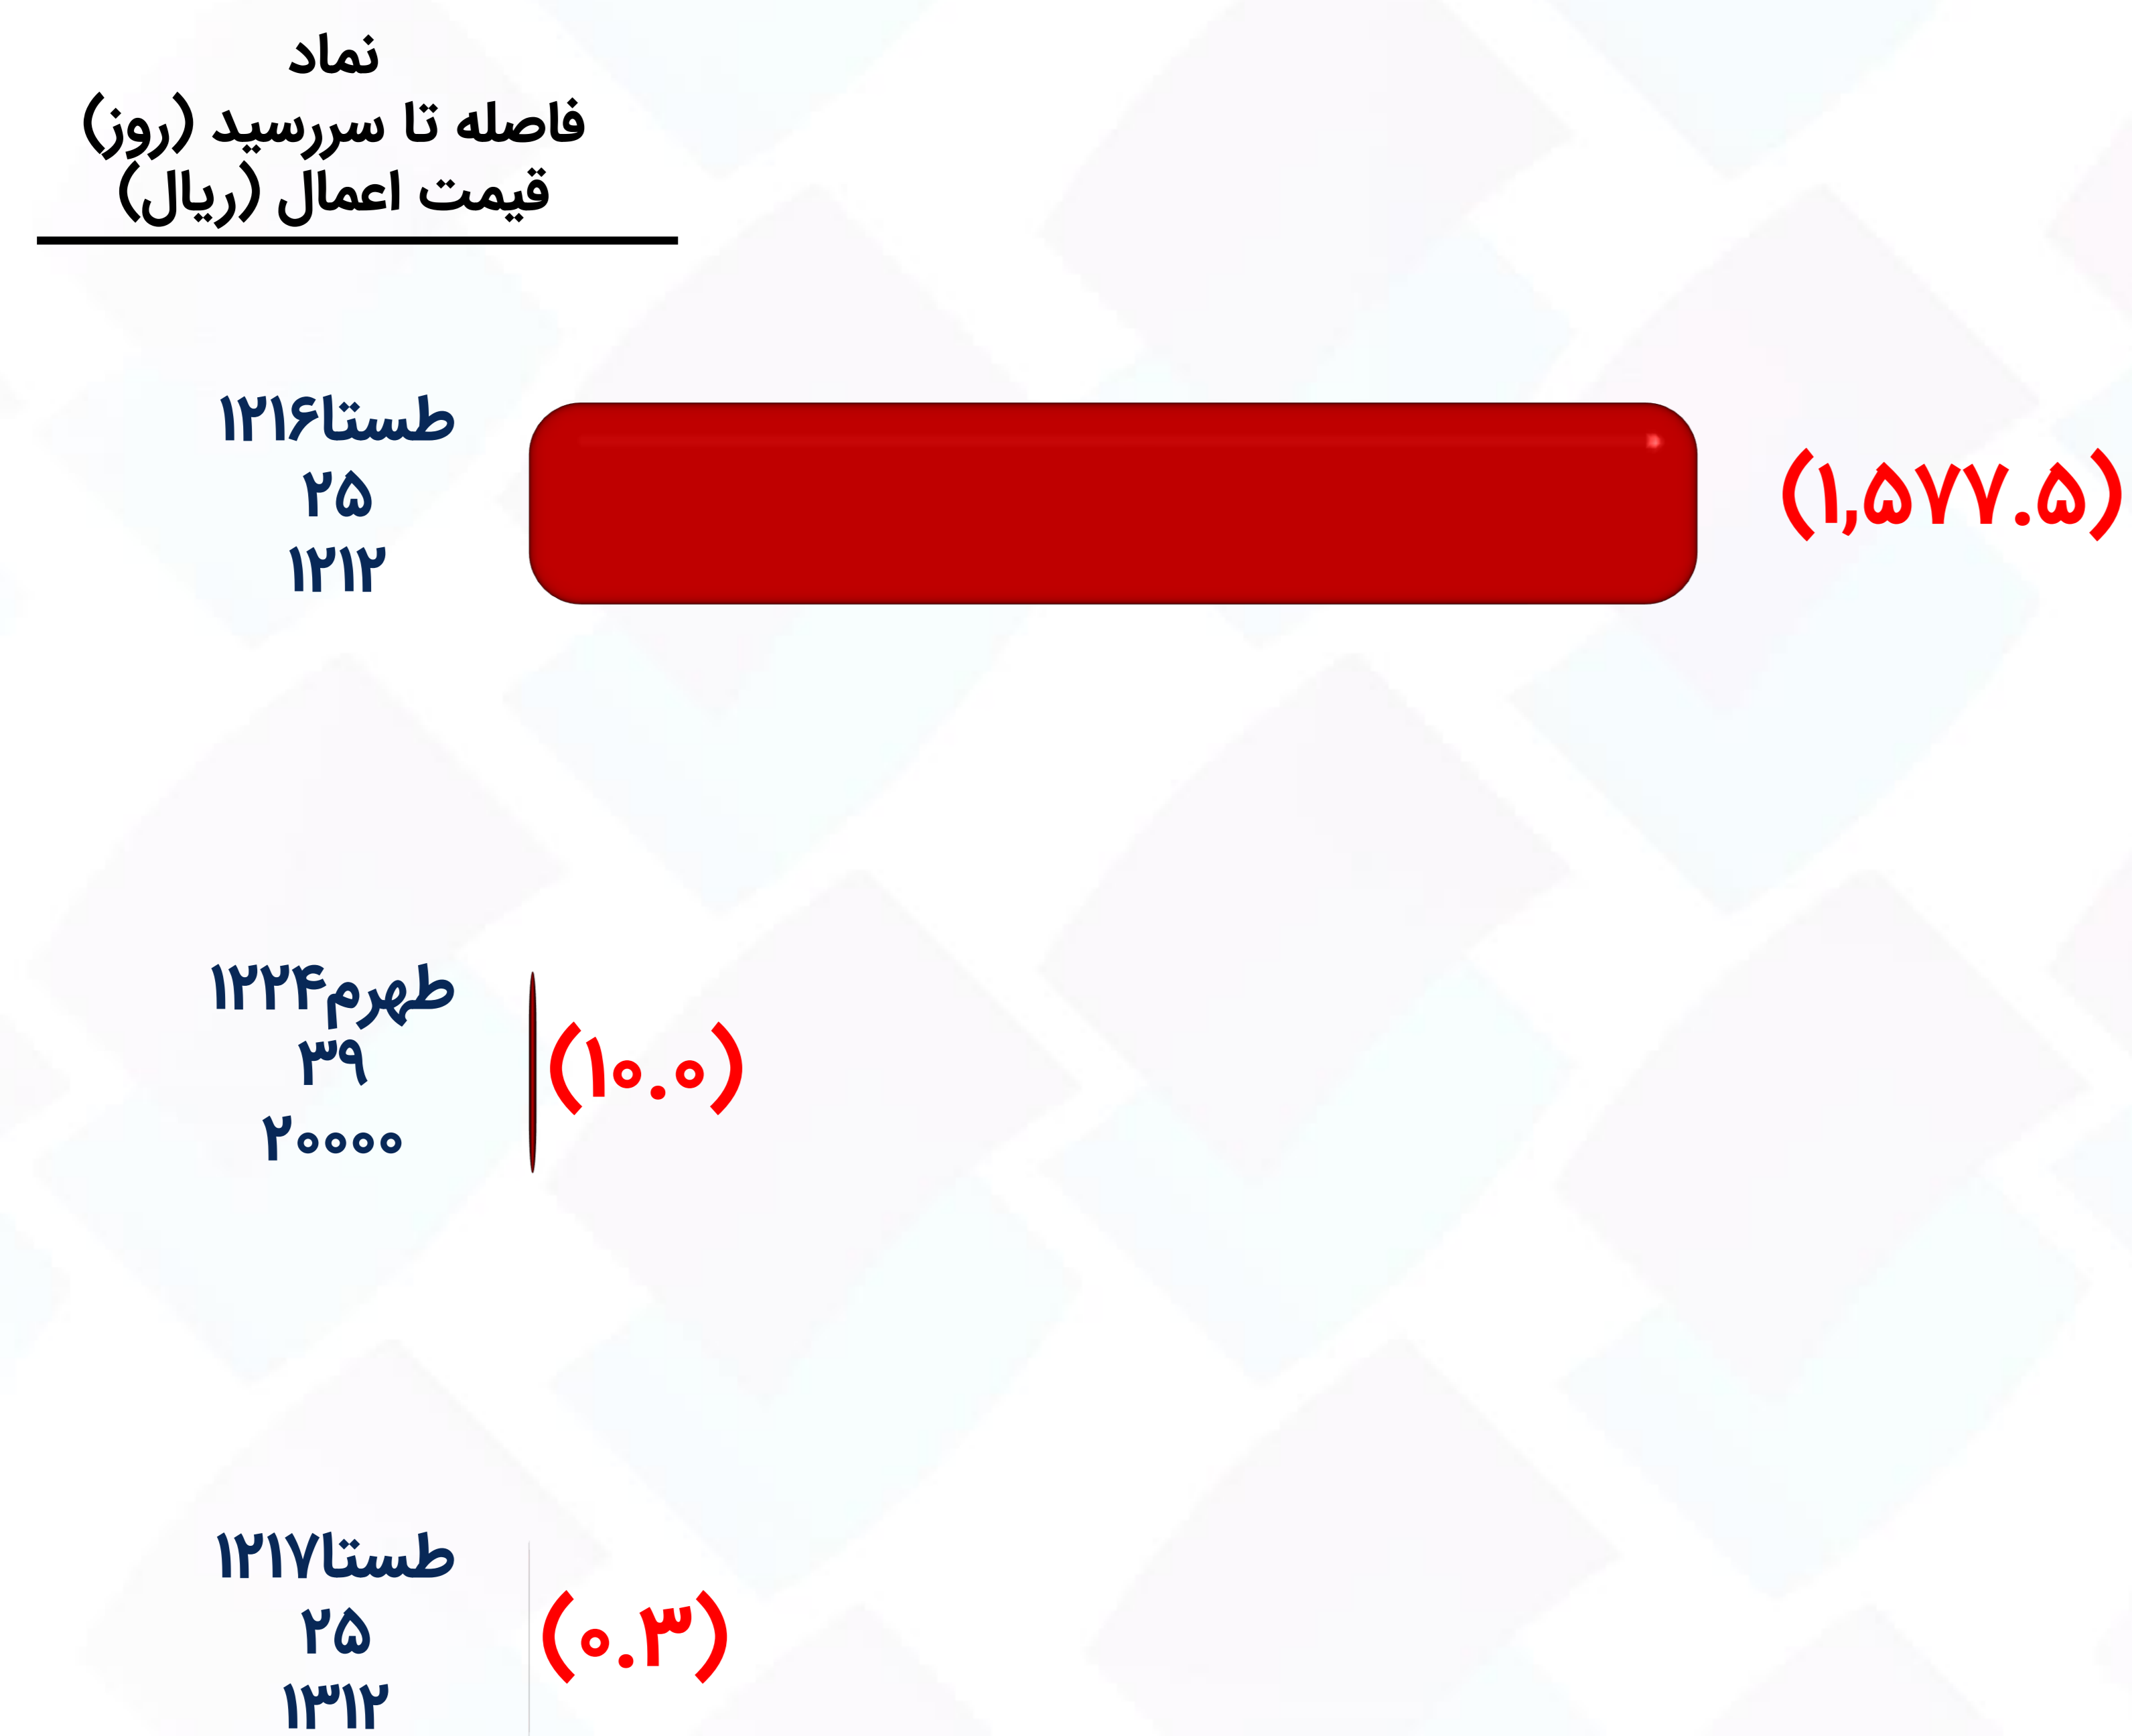 نماد
فاصله تا سررسید (روز)
قیمت اعمال (ریال)
طستا۱۲۱۶
۲۵
۱۲۱۲
(۱,۵۷۷.۵)
طهرم۱۲۲۴
۳۹
۲۰۰۰۰
(۱۰.۰)
طستا۱۲۱۷
۲۵
۱۳۱۲
(۰.۳)